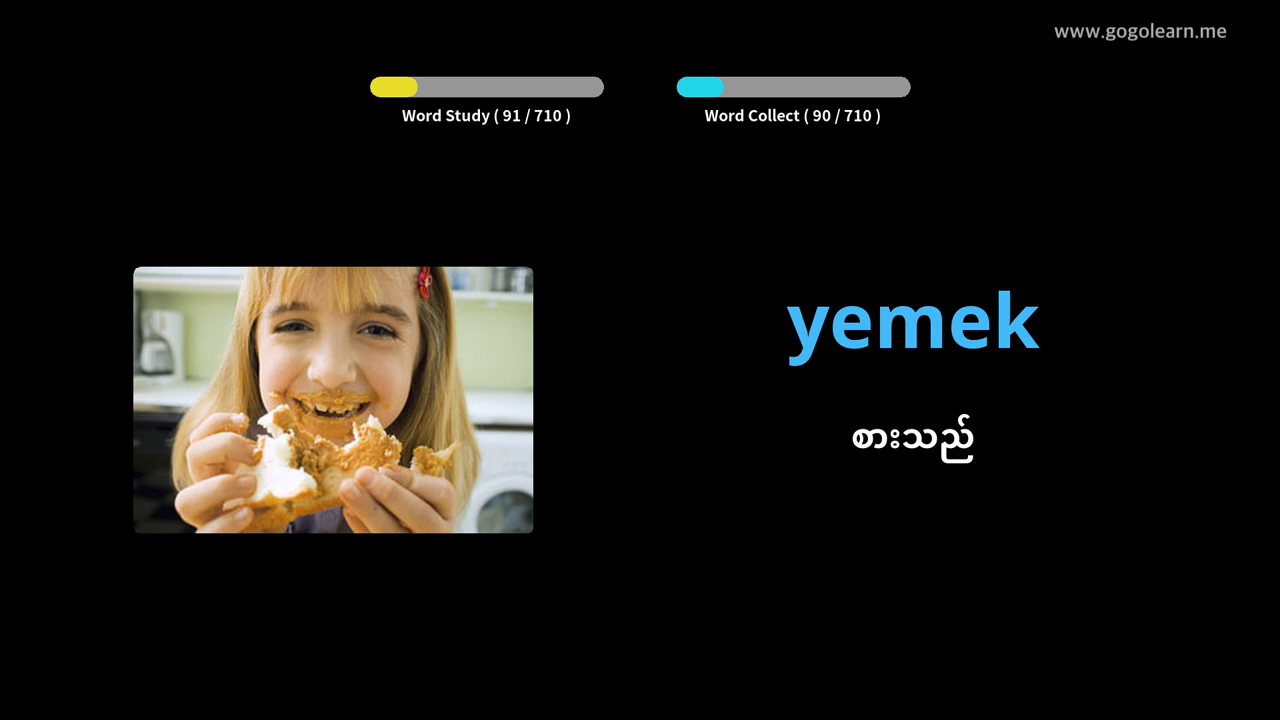 www.gogolearn.me
Word Study ( 91 / 710 )
Word Collect ( 90 / 710 )
yemek
စားသည်